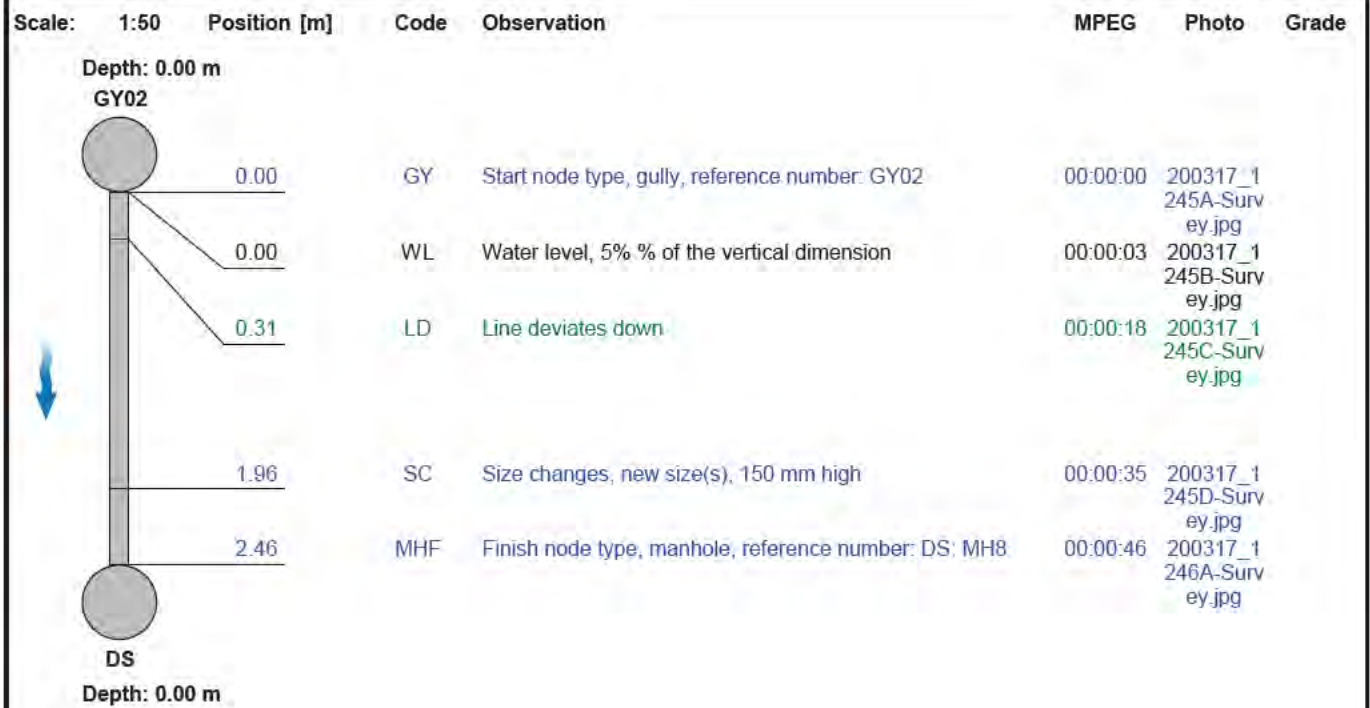 Scale: 1:50 Position [m] Code Observation MPEG Photo Grade
Depth: 0.00 m
GY02
0.00 GY Start node type, gully, reference number: GY02 00:00:00 200317_1
245A-Surv
ey.jpg
0.00 WL Water level, 5% % of the vertical dimension 00:00:03 200317_1
245B-Surv
ey.jpg
0.31 LD Line deviates down 00:00:18 200317_1
245C-Surv
ey.jpg
1.96 SC Size changes, new size(s), 150 mm high 00:00:35 200317_1
245D-Surv
ey.jpg
2.46 MHF Finish node type, manhole, reference number: DS: MH8 00:00:46 200317_1
246A-Surv
ey.jpg
DS
Depth: 0.00 m